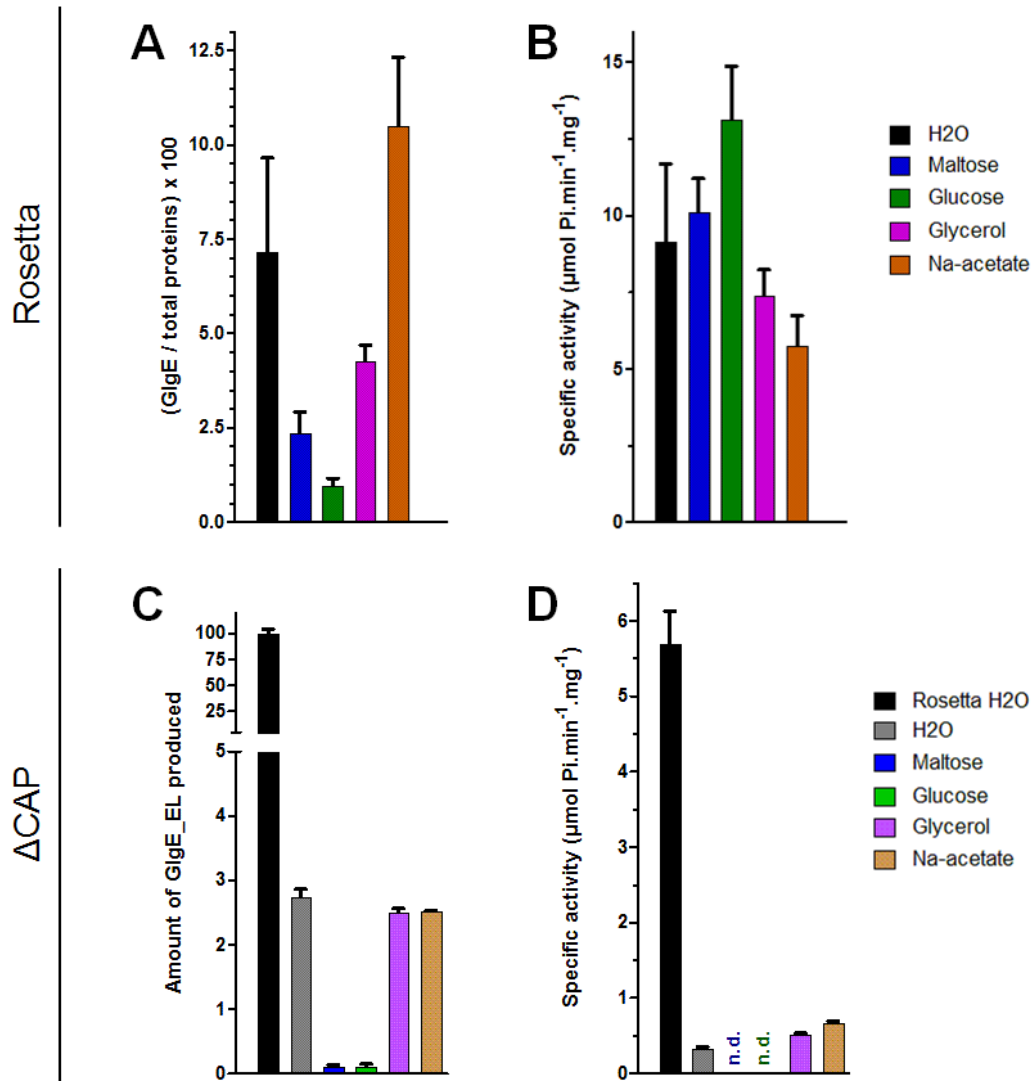 Rosetta
A
(GlgE / total proteins) x 100
12.5
10.0
7.5
5.0
2.5
0.0
B
Specific activity (µmol Pi.min-1.mg-1)
15
10
5
0
H2O
Maltose
Glucose
Glycerol
Na-acetate
ΔCAP
C
Amount of GlgE_EL produced
100
75
50
25
5
4
3
2
1
0
D
Specific activity (µmol Pi.min-1.mg-1)
6
5
4
3
2
1
0
n.d.
n.d.
Rosetta H2O
H2O
Maltose
Glucose
Glycerol
Na-acetate